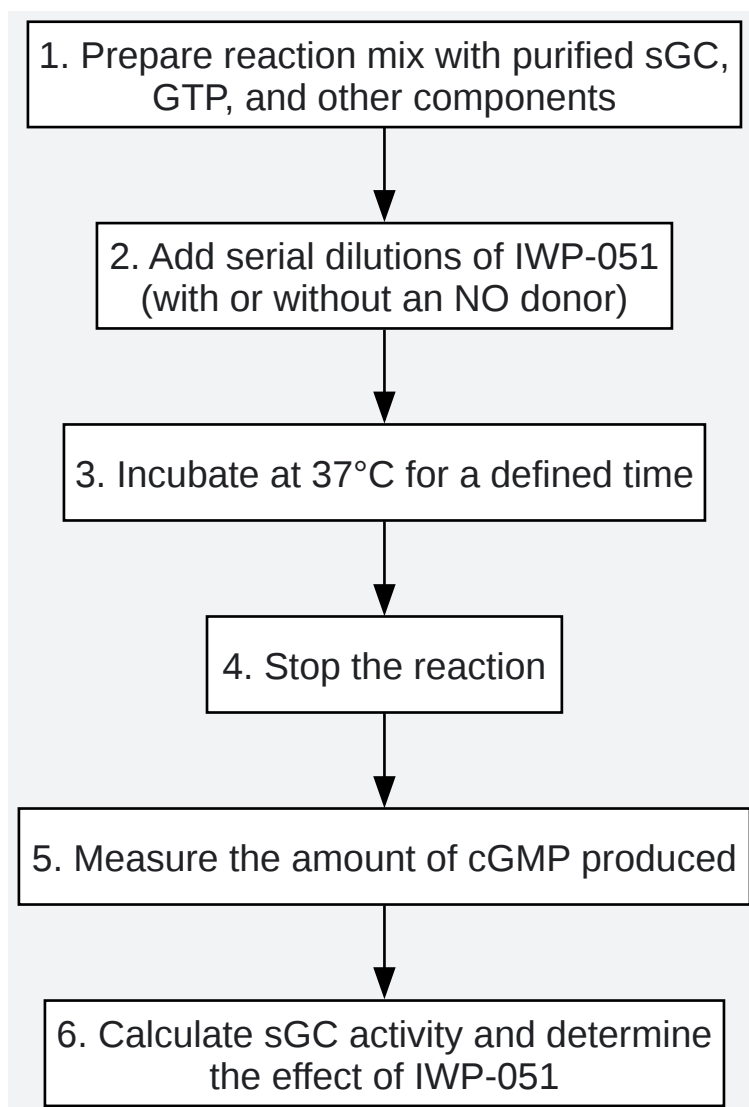 1. Prepare reaction mix with purified sGC,
GTP, and other components
2. Add serial dilutions of IWP-051
(with or without an NO donor)
3. Incubate at 37°C for a defined time
4. Stop the reaction
5. Measure the amount of cGMP produced
6. Calculate sGC activity and determine
the effect of IWP-051